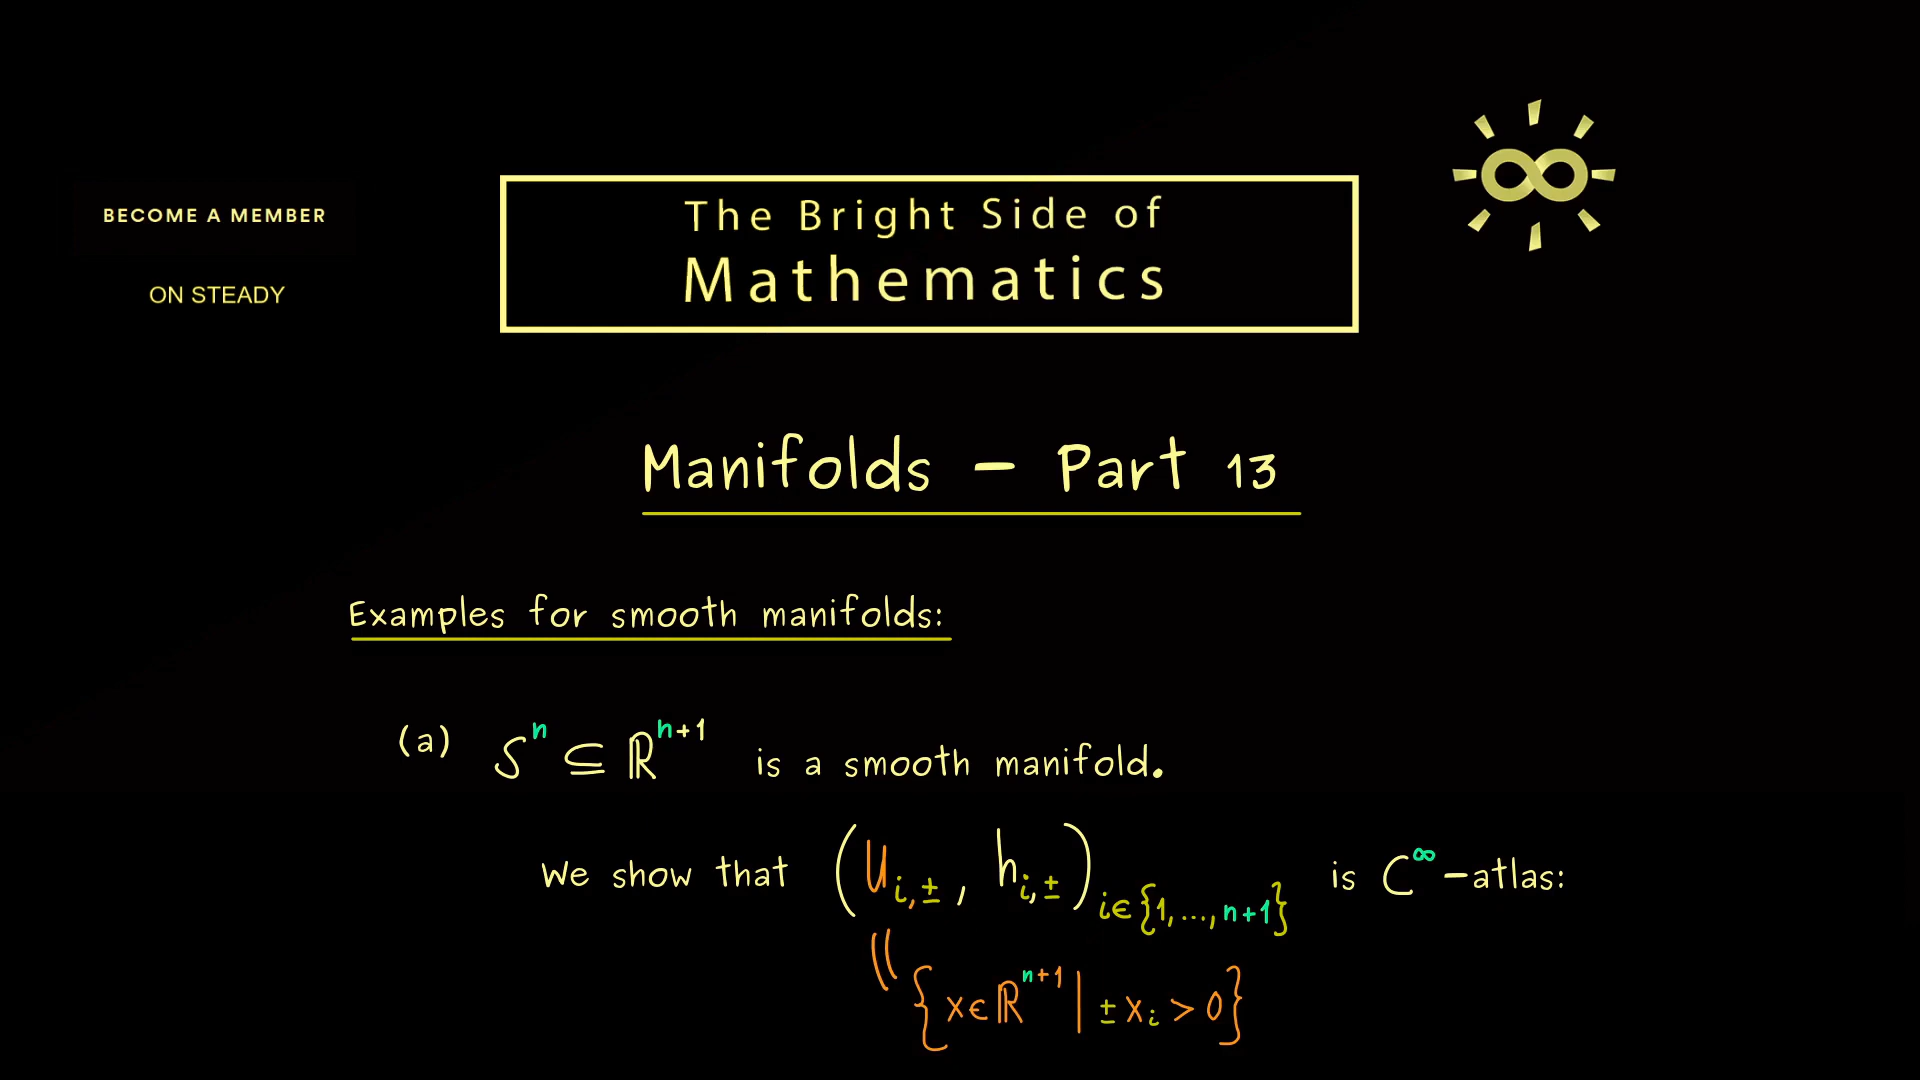 BECOME A MEMBER
ON STEADY
The Bright Side of
Mathematics
Manifolds – Part 13
Examples for smooth manifolds:
(a) Sⁿ ⊆ ℝⁿ⁺¹ is a smooth manifold.
We show that (U_{i,±}, h_{i,±})_{i∈{1,...,n+1}} is C^∞–atlas:
||
{x∈ℝⁿ⁺¹ | ±x_i > 0}